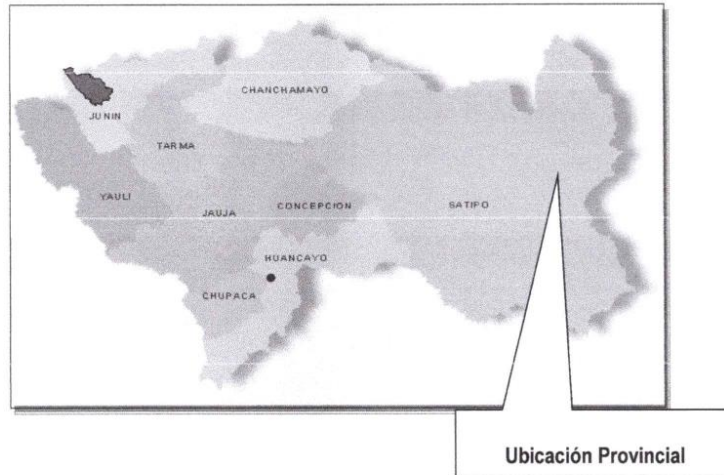 CHANCHAMAYO
JUNIN
TARMA
YAULI
JAUJA
CONCEPCION
SATIPO
HUANCAYO
CHUPACA
Ubicación Provincial